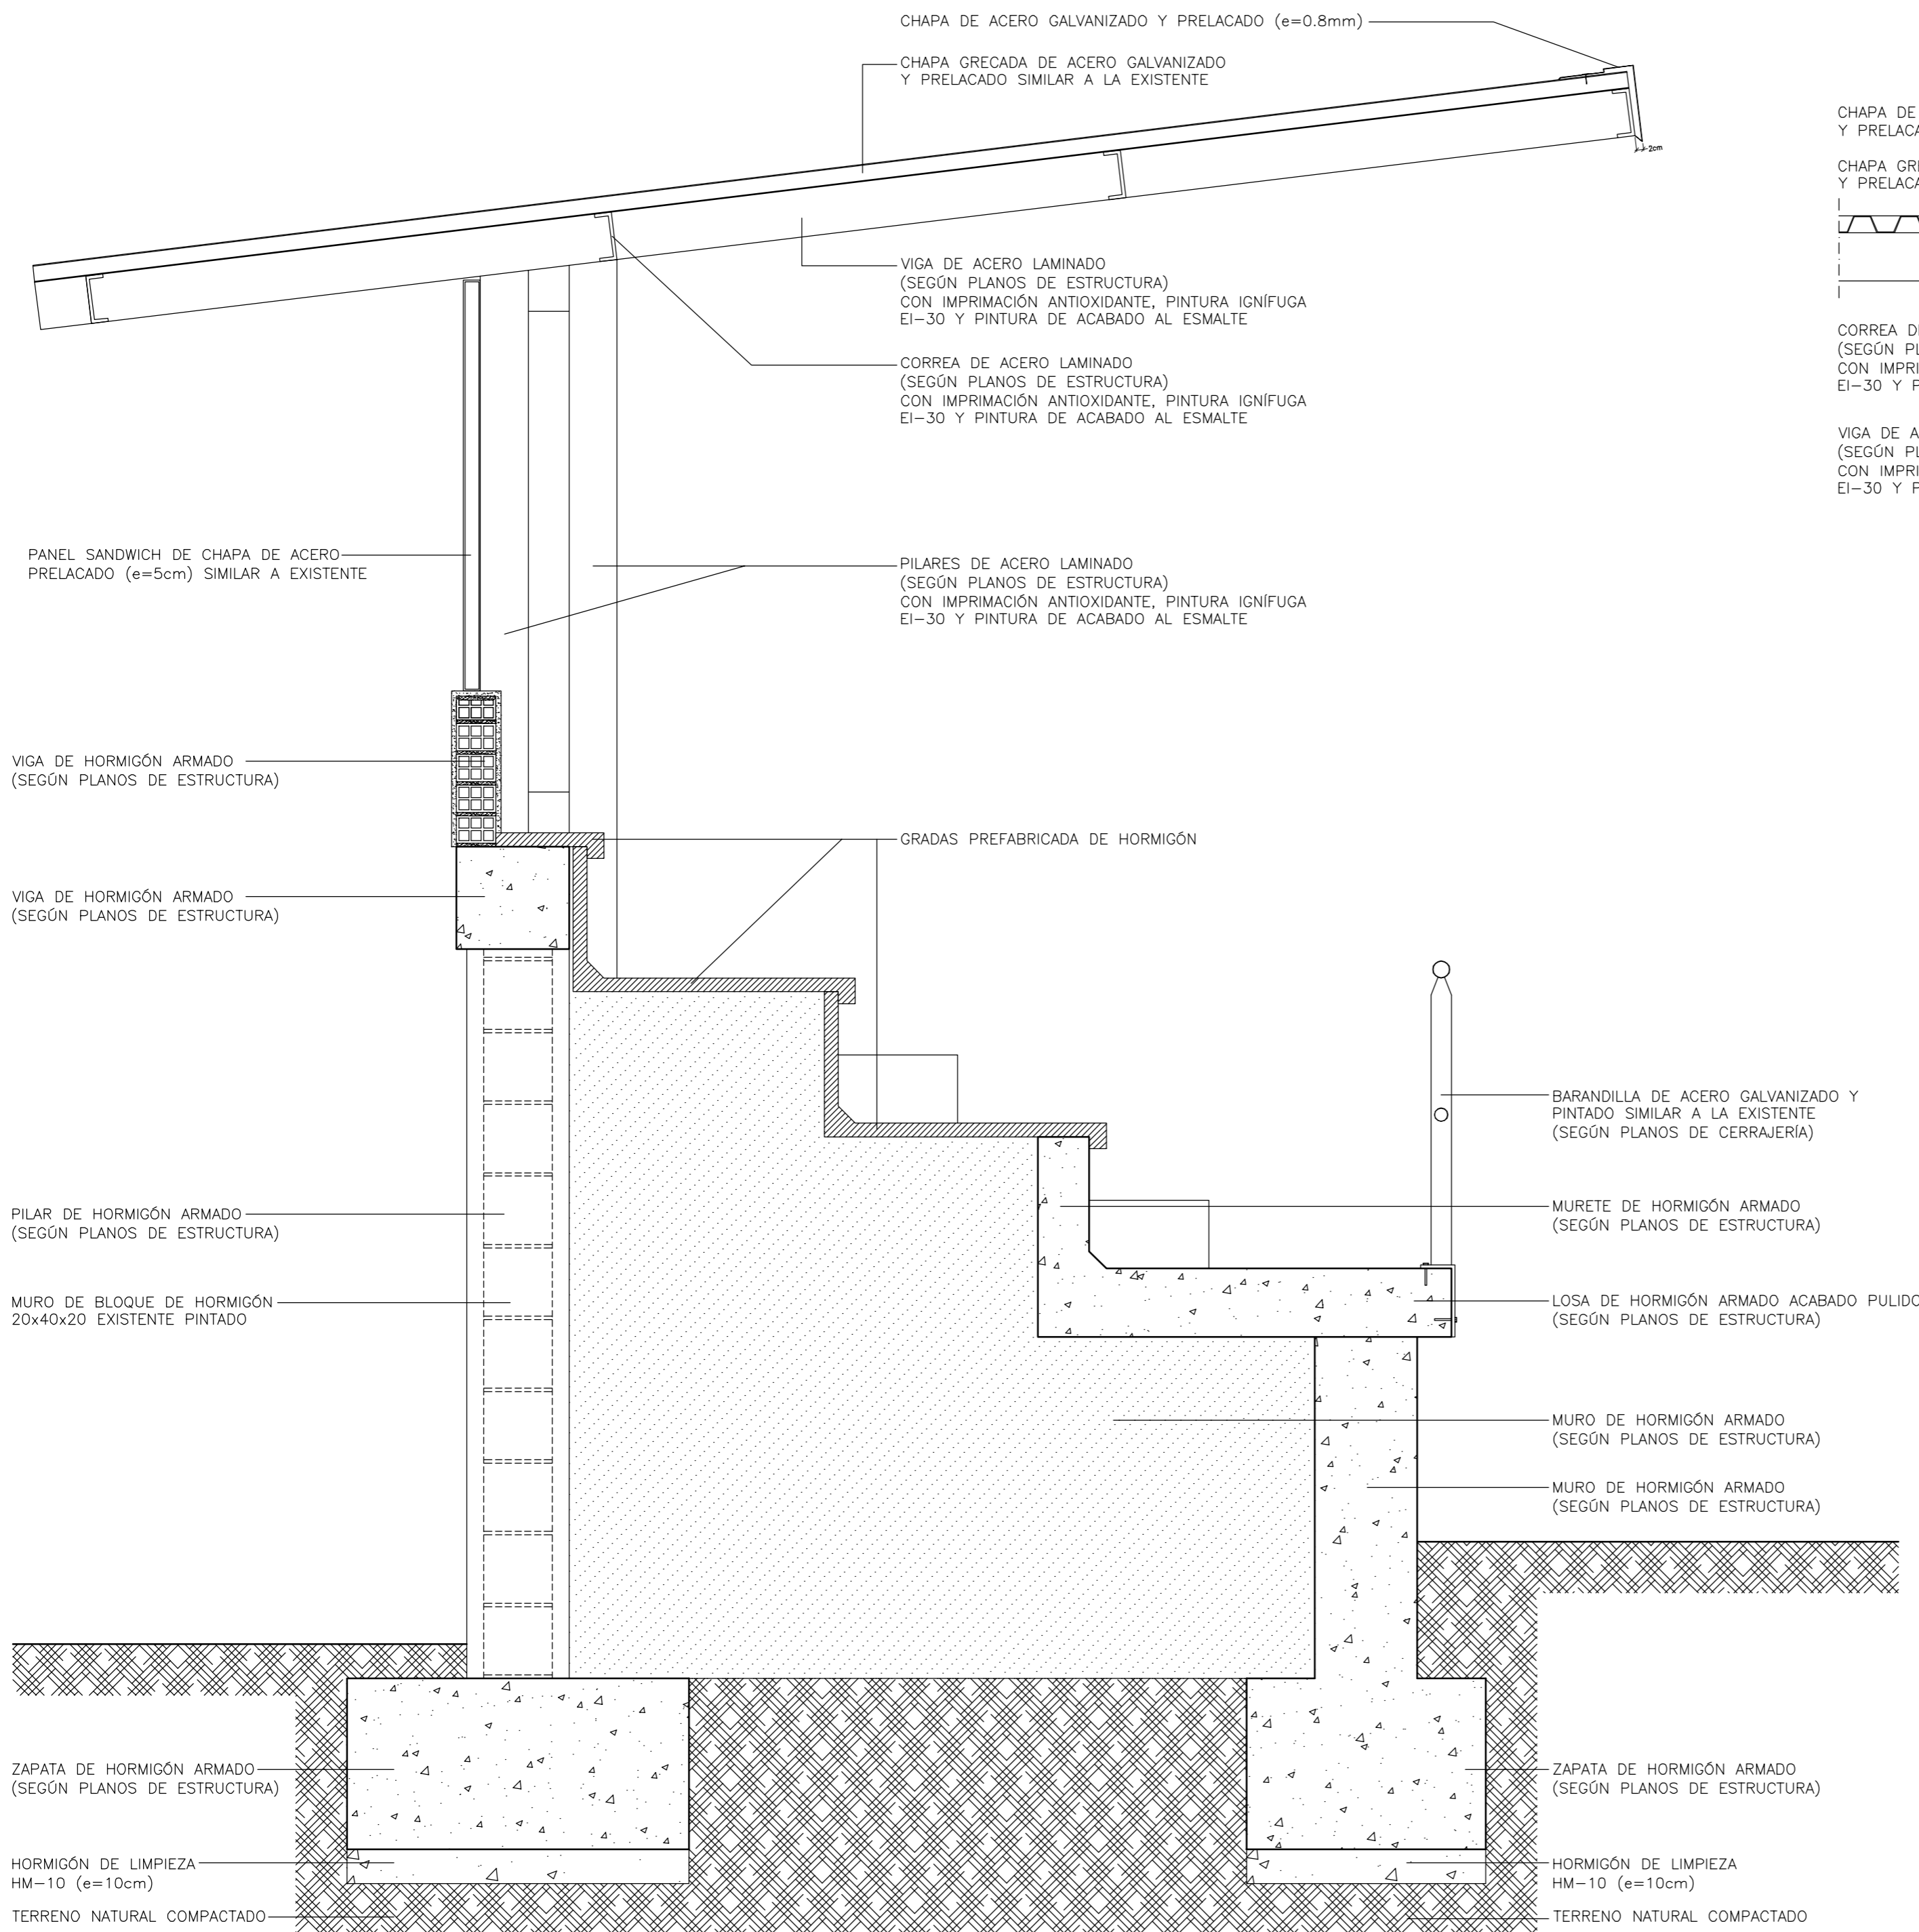 CHAPA DE ACERO GALVANIZADO Y PRELACADO (e=0.8mm)
CHAPA GRECADA DE ACERO GALVANIZADO
Y PRELACADO SIMILAR A LA EXISTENTE
2cm
VIGA DE ACERO LAMINADO
(SEGÚN PLANOS DE ESTRUCTURA)
CON IMPRIMACIÓN ANTIOXIDANTE, PINTURA IGNÍFUGA
EI-30 Y PINTURA DE ACABADO AL ESMALTE
CORREA DE ACERO LAMINADO
(SEGÚN PLANOS DE ESTRUCTURA)
CON IMPRIMACIÓN ANTIOXIDANTE, PINTURA IGNÍFUGA
EI-30 Y PINTURA DE ACABADO AL ESMALTE
PANEL SANDWICH DE CHAPA DE ACERO
PRELACADO (e=5cm) SIMILAR A EXISTENTE
PILARES DE ACERO LAMINADO
(SEGÚN PLANOS DE ESTRUCTURA)
CON IMPRIMACIÓN ANTIOXIDANTE, PINTURA IGNÍFUGA
EI-30 Y PINTURA DE ACABADO AL ESMALTE
VIGA DE HORMIGÓN ARMADO
(SEGÚN PLANOS DE ESTRUCTURA)
GRADAS PREFABRICADA DE HORMIGÓN
VIGA DE HORMIGÓN ARMADO
(SEGÚN PLANOS DE ESTRUCTURA)
PILAR DE HORMIGÓN ARMADO
(SEGÚN PLANOS DE ESTRUCTURA)
MURO DE BLOQUE DE HORMIGÓN
20x40x20 EXISTENTE PINTADO
ZAPATA DE HORMIGÓN ARMADO
(SEGÚN PLANOS DE ESTRUCTURA)
HORMIGÓN DE LIMPIEZA
HM-10 (e=10cm)
TERRENO NATURAL COMPACTADO
BARANDILLA DE ACERO GALVANIZADO Y
PINTADO SIMILAR A LA EXISTENTE
(SEGÚN PLANOS DE CERRAJERÍA)
MURETE DE HORMIGÓN ARMADO
(SEGÚN PLANOS DE ESTRUCTURA)
LOSA DE HORMIGÓN ARMADO ACABADO PULIDO
(SEGÚN PLANOS DE ESTRUCTURA)
MURO DE HORMIGÓN ARMADO
(SEGÚN PLANOS DE ESTRUCTURA)
MURO DE HORMIGÓN ARMADO
(SEGÚN PLANOS DE ESTRUCTURA)
ZAPATA DE HORMIGÓN ARMADO
(SEGÚN PLANOS DE ESTRUCTURA)
HORMIGÓN DE LIMPIEZA
HM-10 (e=10cm)
TERRENO NATURAL COMPACTADO
CHAPA DE
Y
CHAPA
Y
CORREA
(SEGÚN
CON
EI-30 Y
VIGA DE
(SEGÚN
CON
EI-30 Y